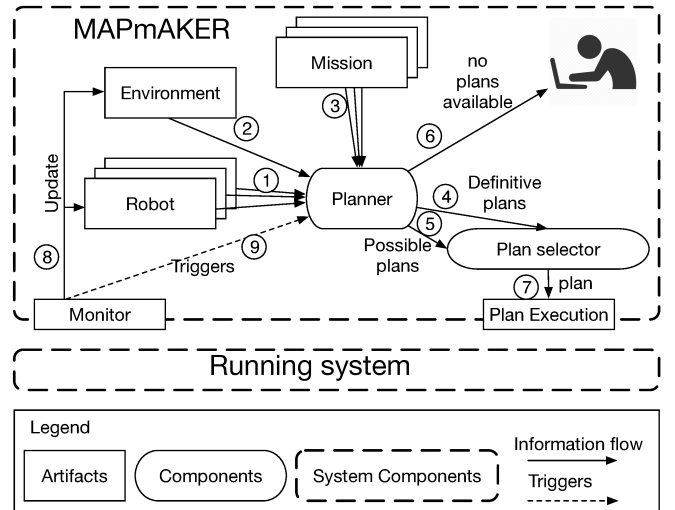 MAPmAKER
Mission
no
plans
available
Environment
3
2
6
Update
1
Robot
Planner
4
Definitive
plans
5
Possible
plans
Plan selector
9
Triggers
8
7
plan
Monitor
Plan Execution
Running system
Legend
Information flow
Artifacts
Components
System Components
Triggers